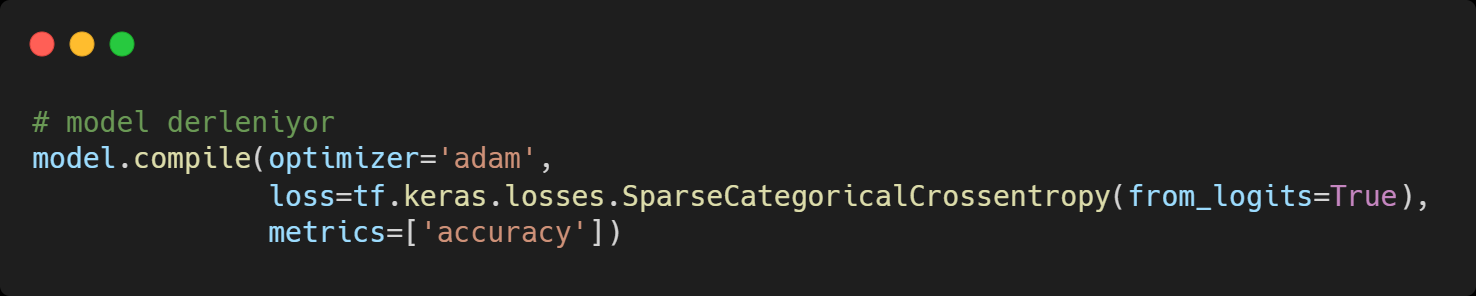 # model derleniyor
model.compile(optimizer='adam',
              loss=tf.keras.losses.SparseCategoricalCrossentropy(from_logits=True),
              metrics=['accuracy'])